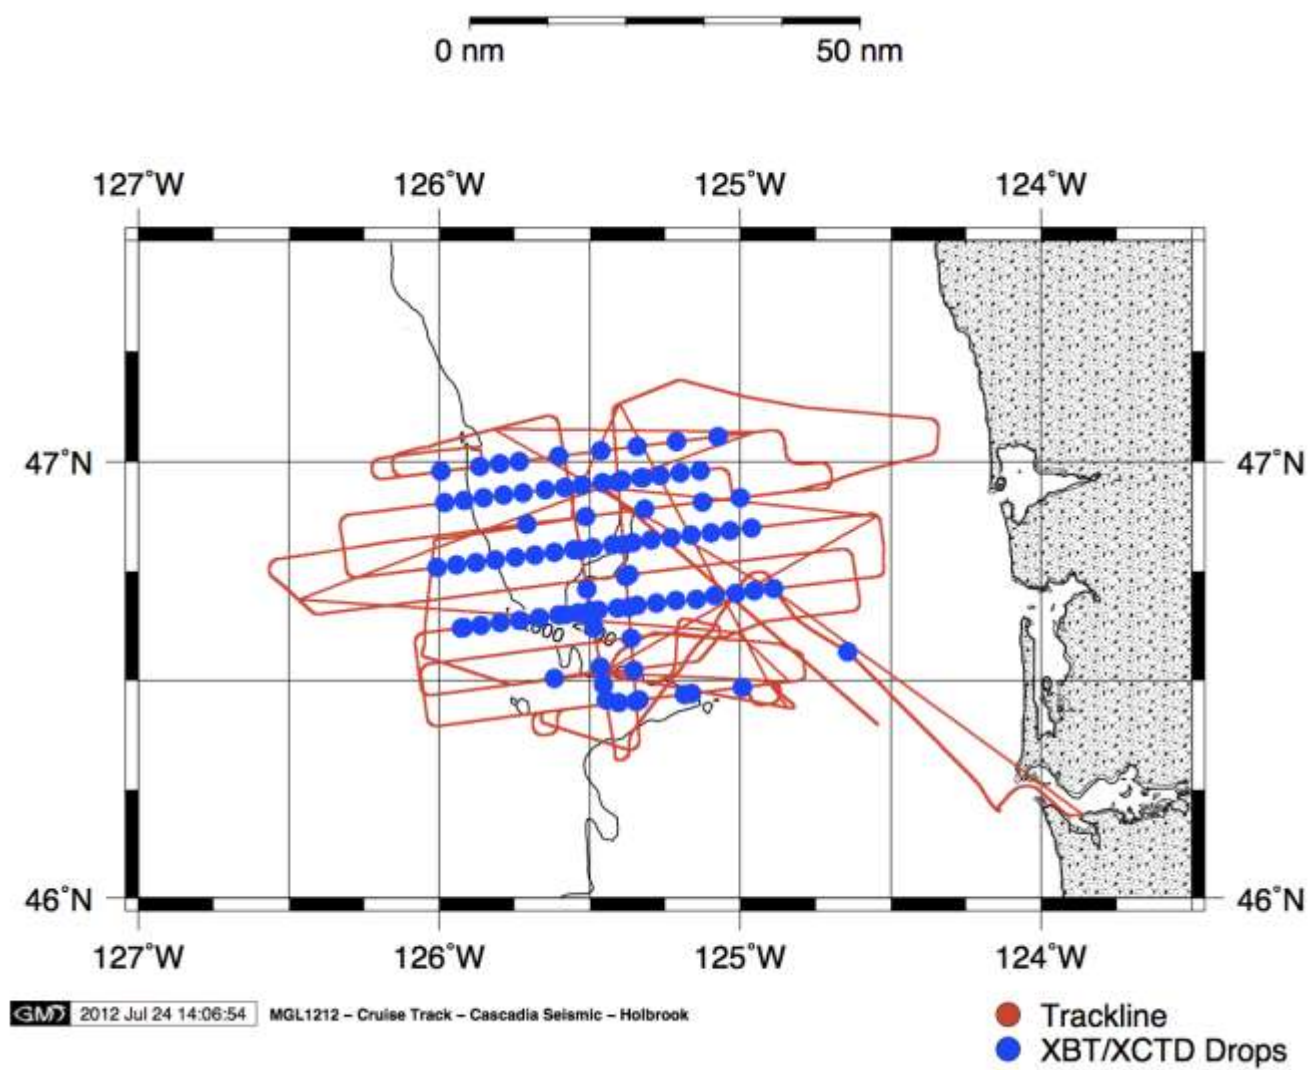 0 nm 50 nm
127°W 126°W 125°W 124°W
47°N 47°N
46°N 46°N
127°W 126°W 125°W 124°W
GMT 2012 Jul 24 14:06:54 MGL1212 – Cruise Track – Cascadia Seismic – Holbrook
Trackline
XBT/XCTD Drops